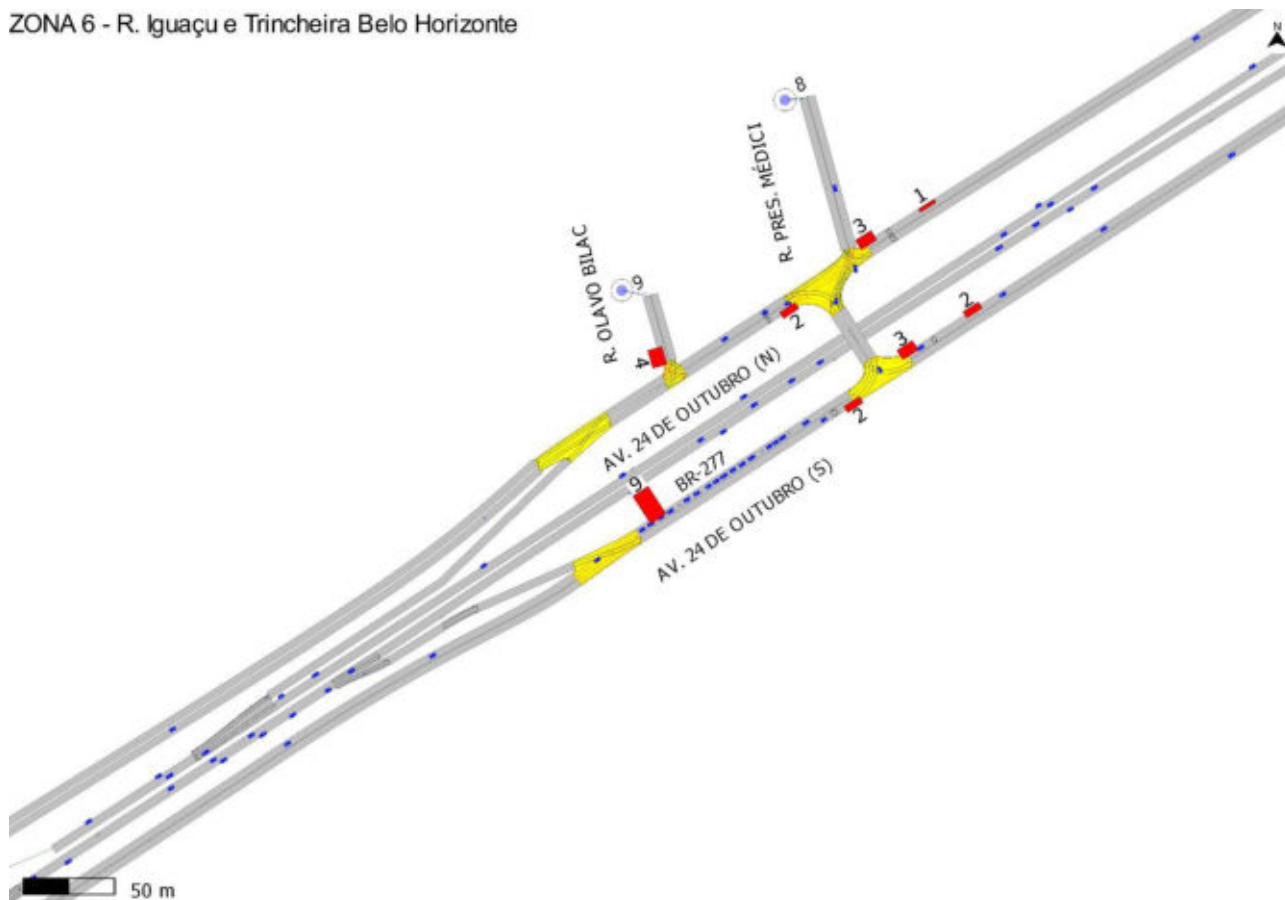 ZONA 6 - R. Iguaçu e Trincheira Belo Horizonte
N
8
R. PRES. MÉDICI
1
3
R. OLAVO BILAC
9
2
2
4
3
AV. 24 DE OUTUBRO (N)
2
BR-277
9
AV. 24 DE OUTUBRO (S)
50 m